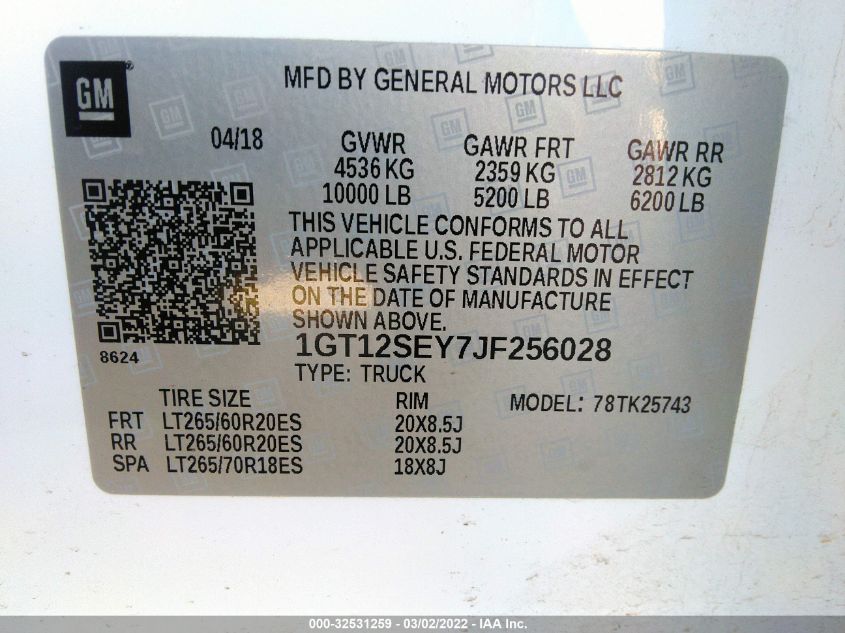 GM®
MFD BY GENERAL MOTORS LLC
04/18 GVWR GAWR FRT GAWR RR
4536 KG 2359 KG 2812 KG
10000 LB 5200 LB 6200 LB
THIS VEHICLE CONFORMS TO ALL
APPLICABLE U.S. FEDERAL MOTOR
VEHICLE SAFETY STANDARDS IN EFFECT
ON THE DATE OF MANUFACTURE
SHOWN ABOVE.
8624
1GT12SEY7JF256028
TYPE: TRUCK
TIRE SIZE RIM MODEL: 78TK25743
FRT LT265/60R20ES 20X8.5J
RR LT265/60R20ES 20X8.5J
SPA LT265/70R18ES 18X8J
000-32531259 - 03/02/2022 - IAA Inc.